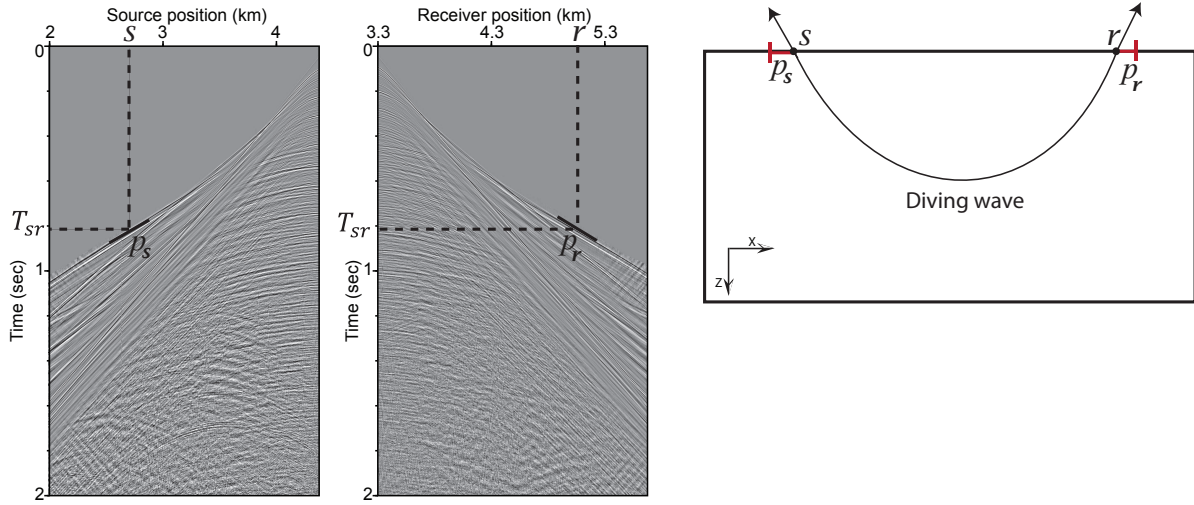 Source position (km)
2 3 4
s
0
T_sr
p_s
1
Time (sec)
2
Receiver position (km)
3.3 4.3 5.3
r
0
T_sr
p_r
1
Time (sec)
2
s r
p_s p_r
Diving wave
x
z